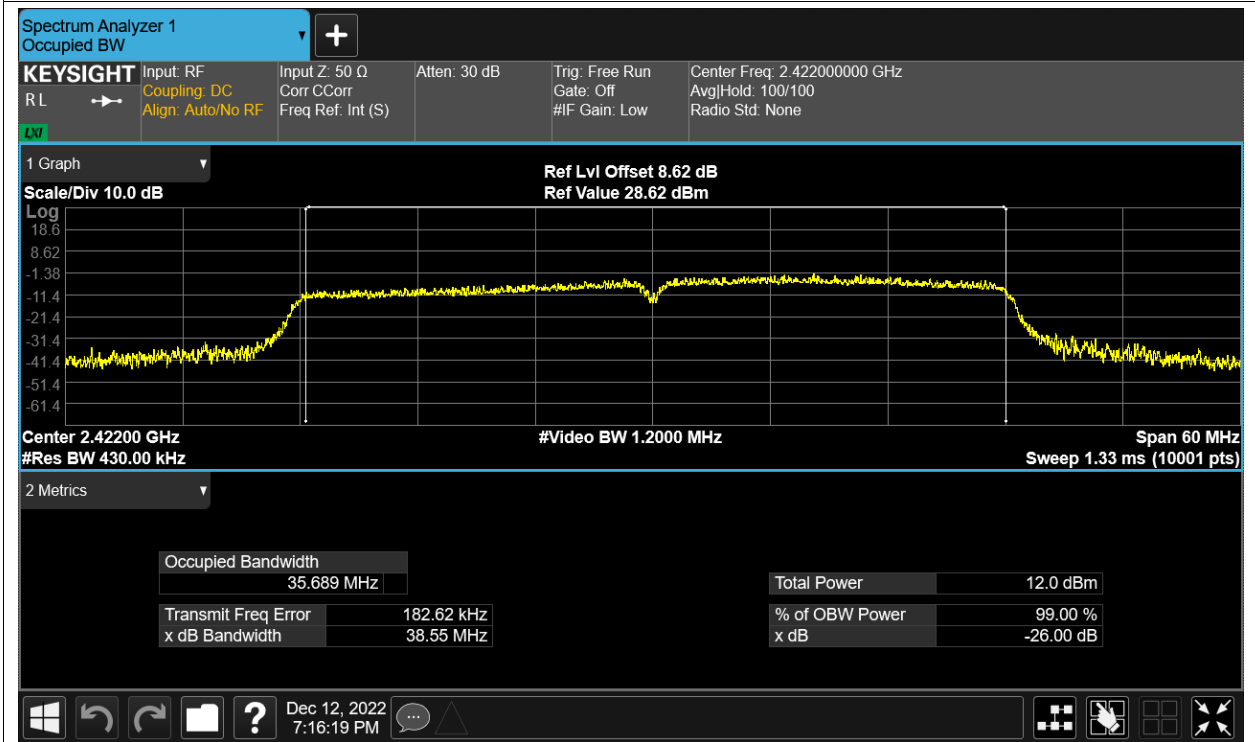 Spectrum Analyzer 1
Occupied BW
KEYSIGHT
R L
LXI
Input: RF
Coupling: DC
Align: Auto/No RF
Input Z: 50 Ω
Corr CCorr
Freq Ref: Int (S)
Atten: 30 dB
Trig: Free Run
Gate: Off
#IF Gain: Low
Center Freq: 2.422000000 GHz
Avg|Hold: 100/100
Radio Std: None
1 Graph
Scale/Div 10.0 dB
Ref Lvl Offset 8.62 dB
Ref Value 28.62 dBm
Log
18.6
8.62
-1.38
-11.4
-21.4
-31.4
-41.4
-51.4
-61.4
Center 2.42200 GHz
#Video BW 1.2000 MHz
Span 60 MHz
#Res BW 430.00 kHz
Sweep 1.33 ms (10001 pts)
2 Metrics
Occupied Bandwidth
35.689 MHz
Total Power 12.0 dBm
Transmit Freq Error 182.62 kHz
% of OBW Power 99.00 %
x dB Bandwidth 38.55 MHz
x dB -26.00 dB
?
Dec 12, 2022
7:16:19 PM